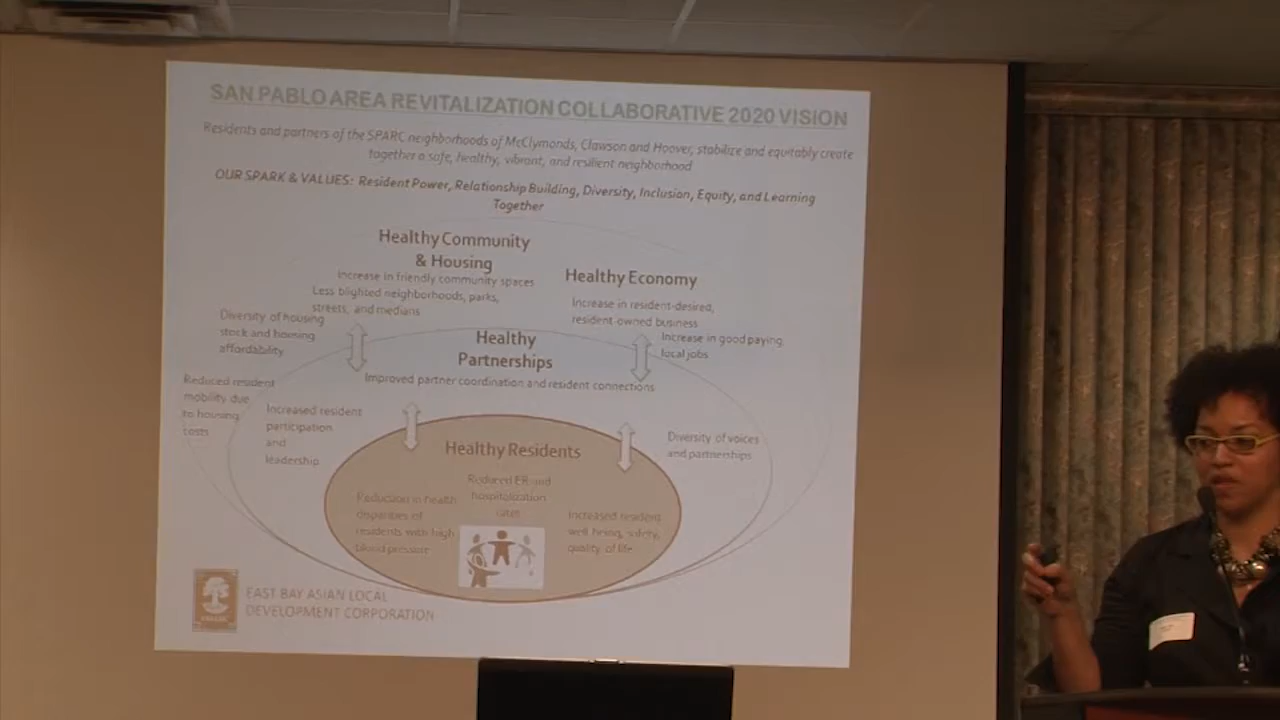 SAN PABLO AREA REVITALIZATION COLLABORATIVE 2020 VISION
Residents and partners of the SPARC neighborhoods of McClymonds, Clawson and Hoover, stabilize and equitably create
together a safe, healthy, vibrant, and resilient neighborhood
OUR SPARK & VALUES: Resident Power, Relationship Building, Diversity, Inclusion, Equity, and Learning
Together
Healthy Community
& Housing
Increase in friendly community spaces
Less blighted neighborhoods, parks,
streets, and medians
Healthy Economy
Increase in resident-desired,
resident-owned business
Diversity of housing
stock and housing
affordability
Increase in good paying,
local jobs
Healthy
Partnerships
Improved partner coordination and resident connections
Reduced resident
mobility due
to housing
costs
Increased resident
participation
and
leadership
Diversity of voices
and partnerships
Healthy Residents
Reduced ER and
hospitalization
rates
Reduction in health
disparities of
residents with high
blood pressure
Increased resident
well being, safety,
quality of life
EAST BAY ASIAN LOCAL
DEVELOPMENT CORPORATION